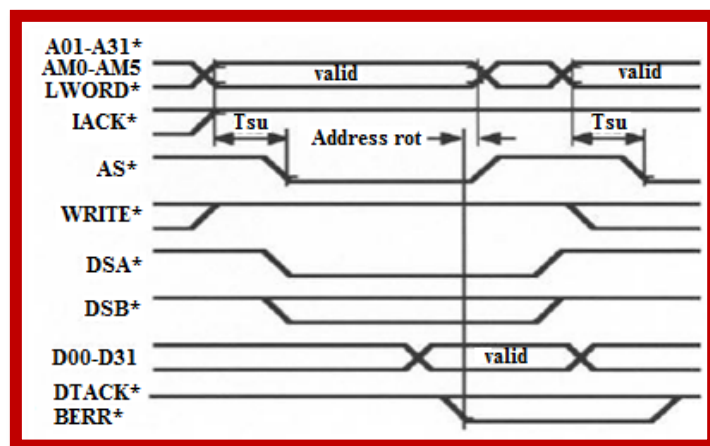 A01-A31*
AM0-AM5
valid
valid
LWORD*
IACK*
Tsu
Address rot
Tsu
AS*
WRITE*
DSA*
DSB*
D00-D31
valid
DTACK*
BERR*